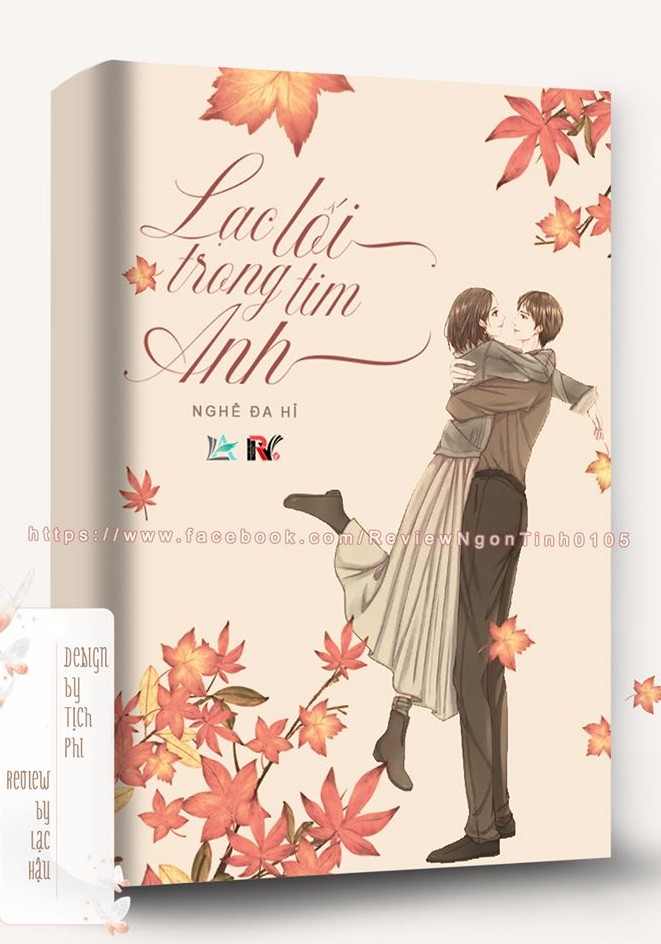 Lạc lối
trong tim
Anh
NGHÊ ĐA HỈ
RV
https://www.facebook.com/ReviewNgonTinh0105
Design
by
Tịch
Phi
Review
by
Lạc
Hậu